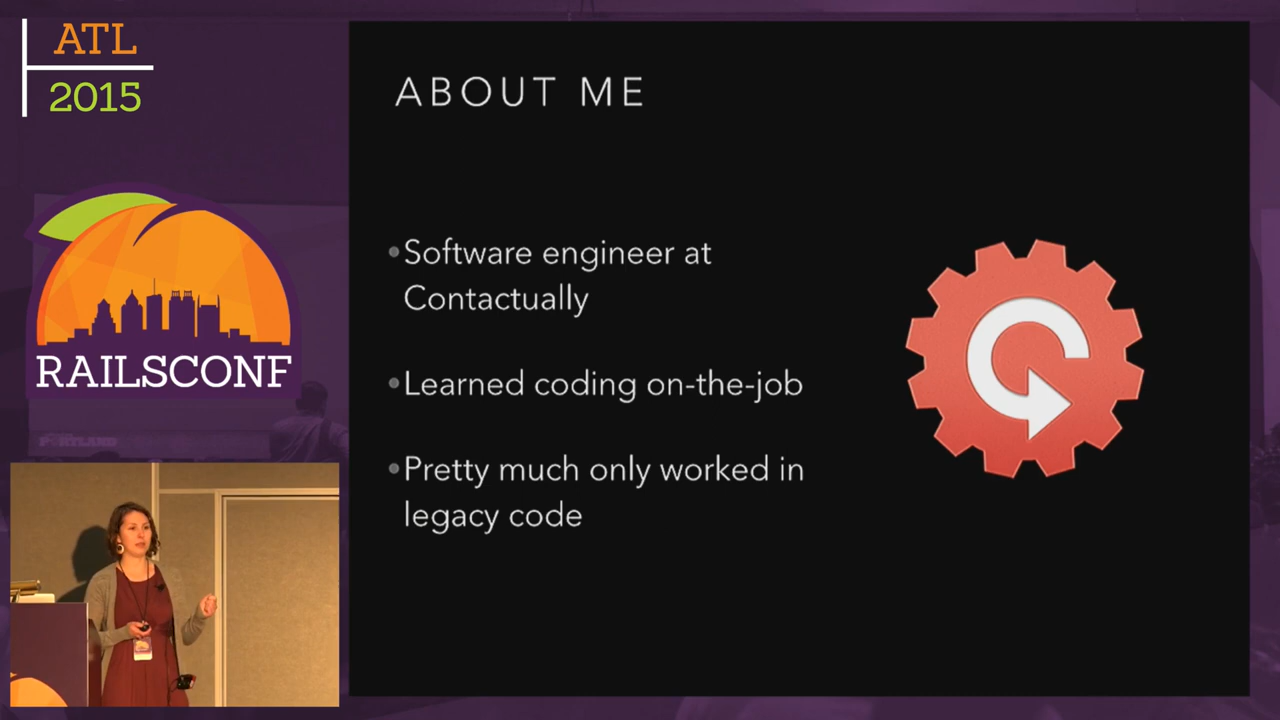 ATL
2015
RAILSCONF
ABOUT ME
•Software engineer at
Contactually
•Learned coding on-the-job
•Pretty much only worked in
legacy code
PORTLAND